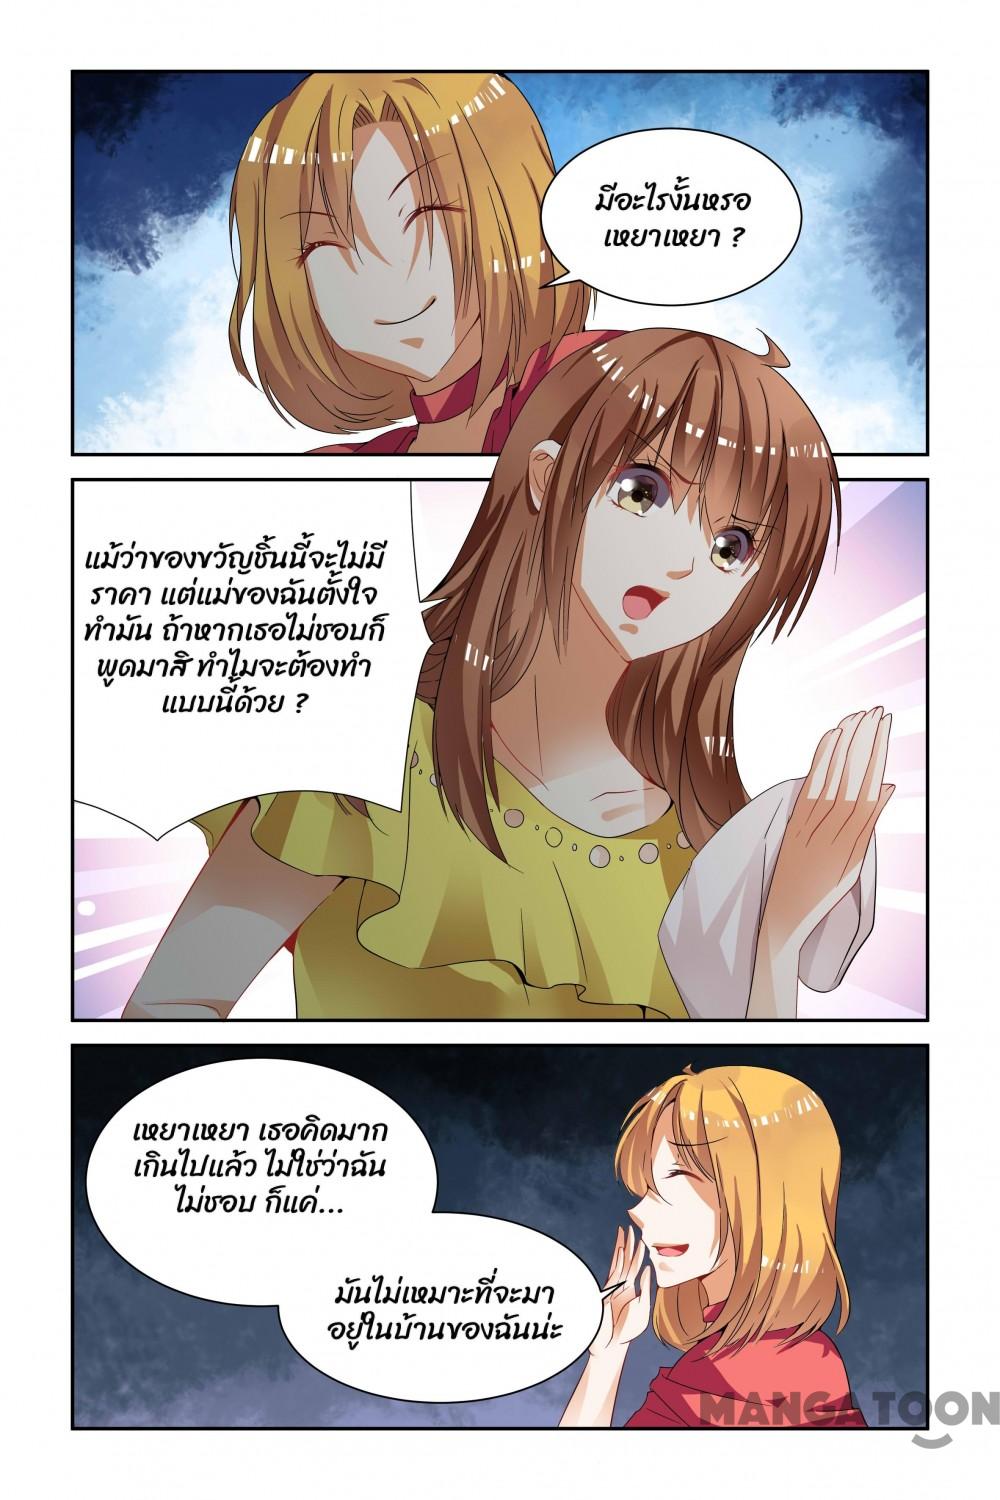 มีอะไรงั้นหรอ
เหยาเหยา ?
แม้ว่าของขวัญชิ้นนี้จะไม่มี
ราคา แต่แม่ของฉันตั้งใจ
ทำมัน ถ้าหากเธอไม่ชอบก็
พูดมาสิ ทำไมจะต้องทำ
แบบนี้ด้วย ?
เหยาเหยา เธอคิดมาก
เกินไปแล้ว ไม่ใช่ว่าฉัน
ไม่ชอบ ก็แค่...
มันไม่เหมาะที่จะมา
อยู่ในบ้านของฉันน่ะ
MANGATOON